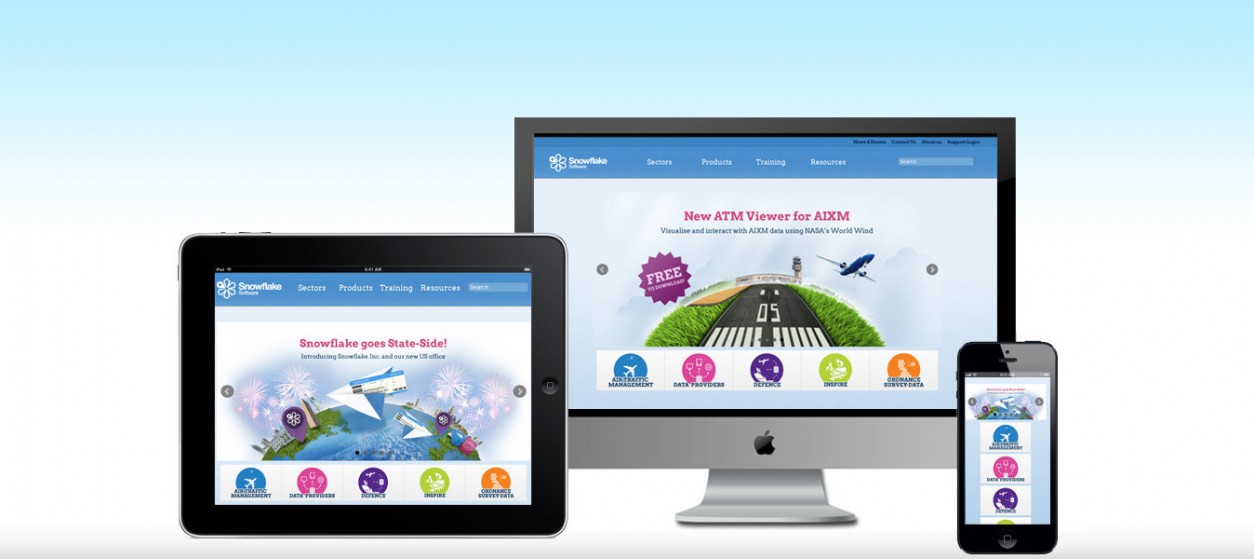 News & Events Contact Us About us Support Login
Snowflake
Software
Sectors Products Training Resources Search
New ATM Viewer for AIXM
Visualise and interact with AIXM data using NASA's World Wind
FREE
TO DOWNLOAD!
05
AIR TRAFFIC
MANAGEMENT
DATA PROVIDERS
DEFENCE
INSPIRE
ORDNANCE
SURVEY DATA
iPad 9:41 AM
Snowflake
Software
Sectors Products Training Resources Search
Snowflake goes State-Side!
Introducing Snowflake Inc. and our new US office
AIR TRAFFIC
MANAGEMENT
DATA PROVIDERS
DEFENCE
INSPIRE
ORDNANCE
SURVEY DATA
AIR TRAFFIC
MANAGEMENT
DATA PROVIDERS
DEFENCE